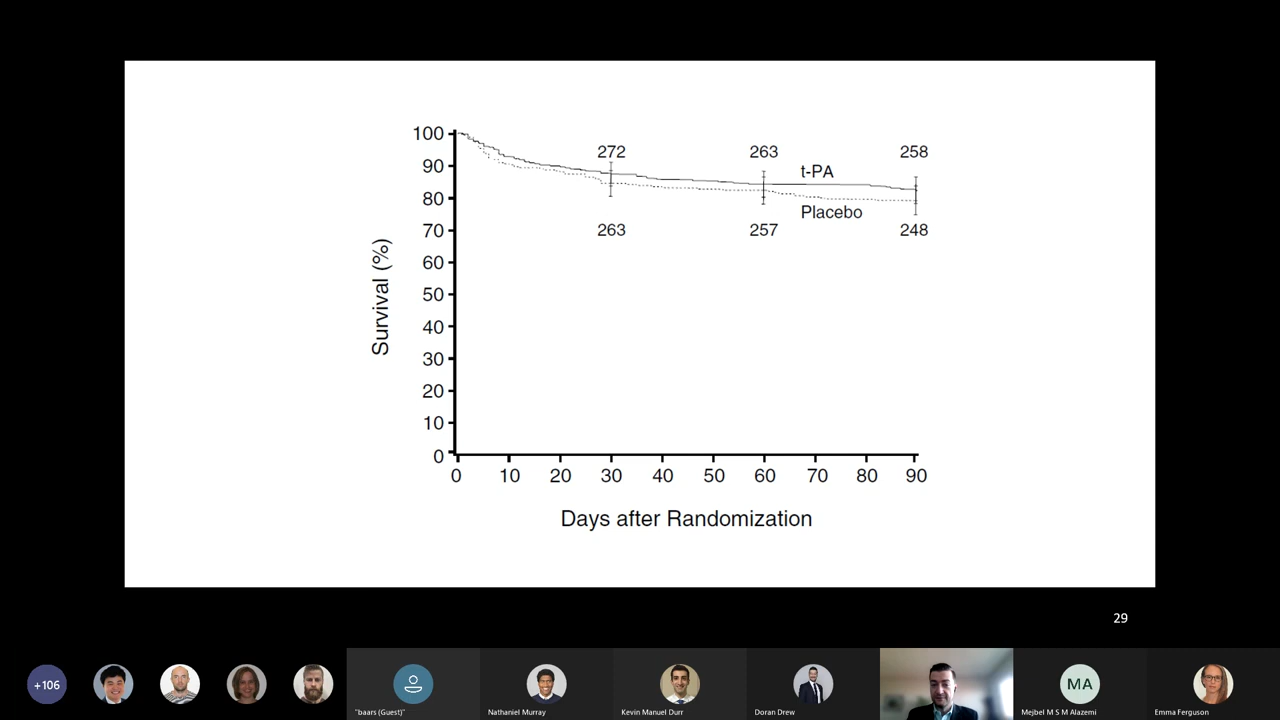 100
90
80
70
60
50
40
30
20
10
0
Survival (%)
272
263
258
t-PA
Placebo
263
257
248
0 10 20 30 40 50 60 70 80 90
Days after Randomization
29
+106
"baars (Guest)"
Nathaniel Murray
Kevin Manuel Durr
Doran Drew
MA
Mejbel M S M Alazemi
Emma Ferguson